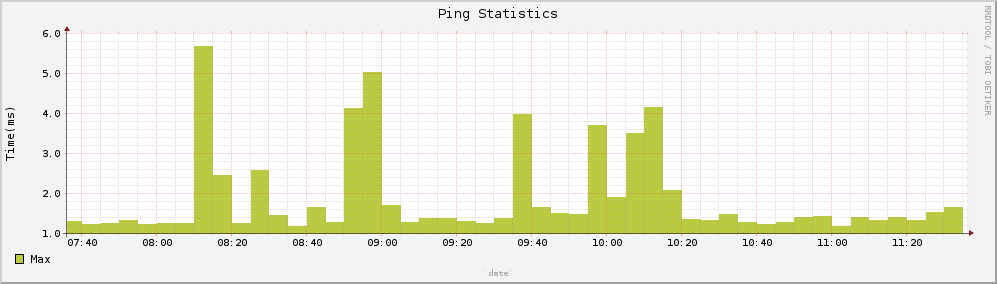 Ping Statistics
RRDTOOL / TOBI OETIKER
Time(ms)
6.0
5.0
4.0
3.0
2.0
1.0
07:40 08:00 08:20 08:40 09:00 09:20 09:40 10:00 10:20 10:40 11:00 11:20
Max
`date`